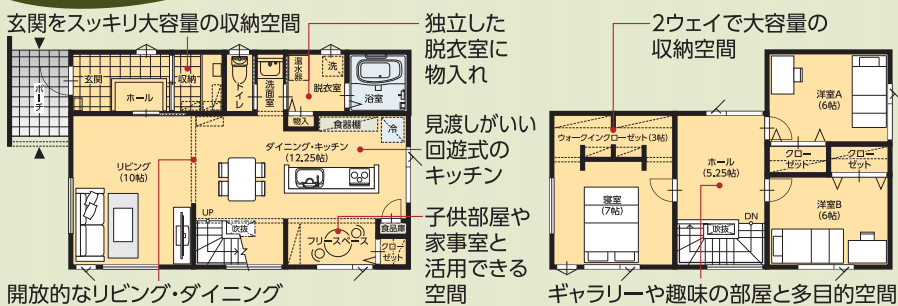 玄関をスッキリ大容量の収納空間
独立した
脱衣室に
物入れ
2ウェイで大容量の
収納空間
ポーチ
玄関
収納
ホール
トイレ
洗面室
温水器
洗
脱衣室
浴室
物入
食器棚
冷
リビング
(10帖)
ダイニング・キッチン
(12.25帖)
UP
吹抜
フリースペース
食品庫
クロー
ゼット
見渡しがいい
回遊式の
キッチン
子供部屋や
家事室と
活用できる
空間
開放的なリビング・ダイニング
ウォークインクローゼット(3帖)
寝室
(7帖)
ホール
(5.25帖)
吹抜
DN
洋室A
(6帖)
クロー
ゼット
クロー
ゼット
洋室B
(6帖)
ギャラリーや趣味の部屋と多目的空間